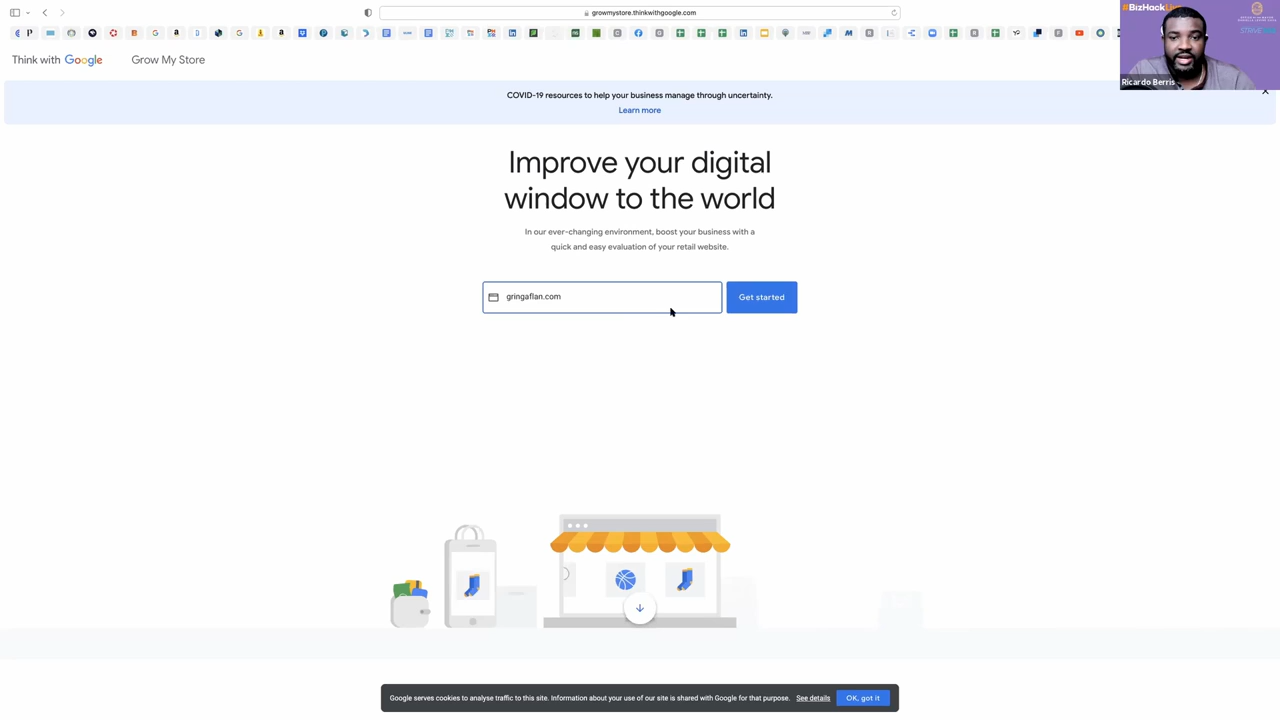 growmystore.thinkwithgoogle.com
#BizHackLive
Think with Google
Grow My Store
Ricardo Berris
COVID-19 resources to help your business manage through uncertainty.
Learn more
Improve your digital
window to the world
In our ever-changing environment, boost your business with a
quick and easy evaluation of your retail website.
gringaflan.com
Get started
Google serves cookies to analyse traffic to this site. Information about your use of our site is shared with Google for that purpose. See details
OK, got it